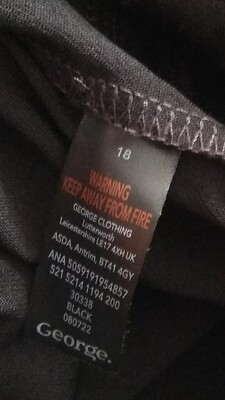 18
WARNING
KEEP AWAY FROM FIRE
GEORGE CLOTHING
Lutterworth
Leicestershire LE17 4XH UK
ASDA, Antrim, BT41 4GY
ANA 5059191954857
521 5214 1194 200
30338
BLACK
080722
George.